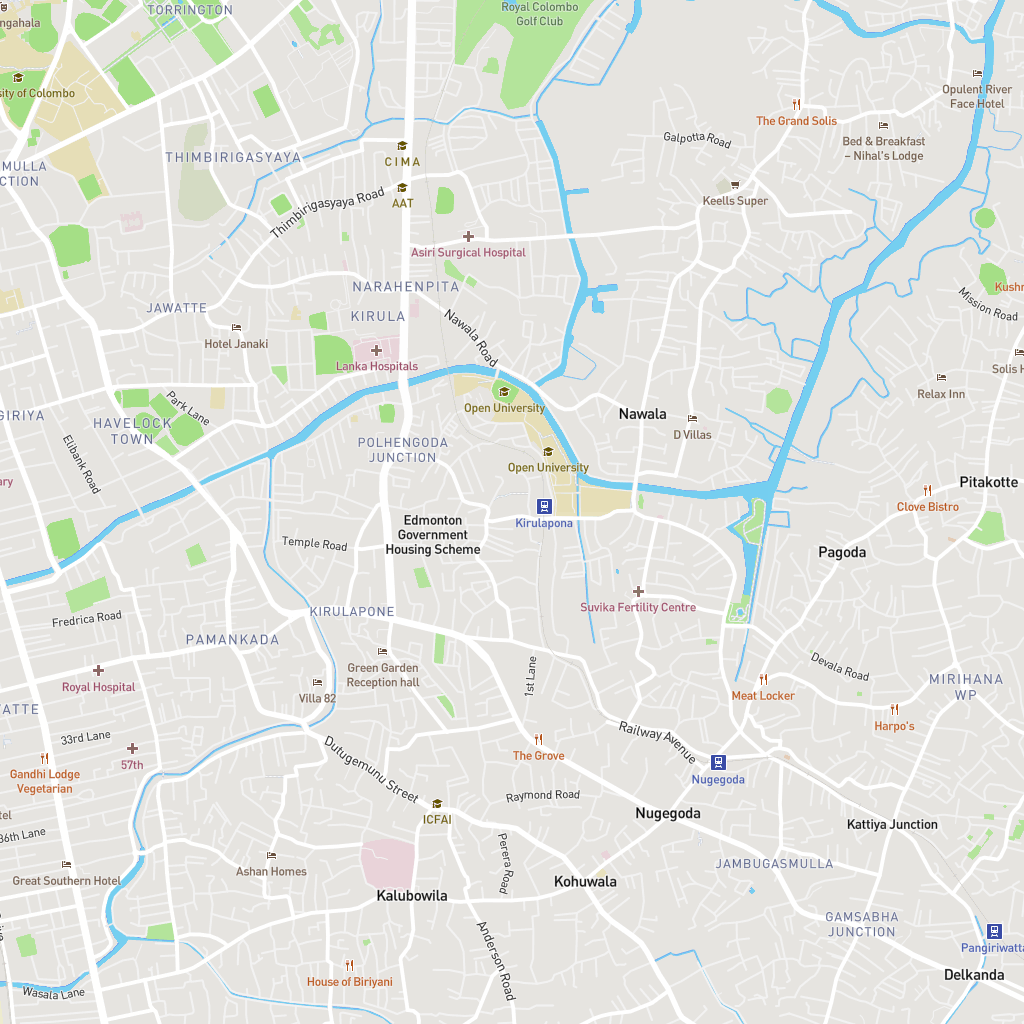 TORRINGTON
Royal Colombo
Golf Club
ngahala
sity of Colombo
Opulent River
Face Hotel
The Grand Solis
Galpotta Road
Bed & Breakfast
– Nihal's Lodge
CIMA
THIMBIRIGASYAYA
MULLA
CTION
AAT
Thimbirigasyaya Road
Keells Super
Asiri Surgical Hospital
NARAHENPITA
Kushm
Mission Road
JAWATTE
KIRULA
Nawala Road
Hotel Janaki
Lanka Hospitals
Solis H
Relax Inn
Park Lane
Open University
Nawala
GIRIYA
HAVELOCK
TOWN
D Villas
POLHENGODA
JUNCTION
Elibank Road
Open University
ary
Pitakotte
Clove Bistro
Kirulapona
Edmonton
Government
Housing Scheme
Temple Road
Pagoda
Suvika Fertility Centre
KIRULAPONE
Fredrica Road
PAMANKADA
Green Garden
Reception hall
1st Lane
Devala Road
MIRIHANA
WP
Royal Hospital
Villa 82
Meat Locker
ATTE
Harpo's
33rd Lane
Railway Avenue
57th
The Grove
Gandhi Lodge
Vegetarian
Dutugemunu Street
Nugegoda
Raymond Road
tel
ICFAI
Nugegoda
Kattiya Junction
36th Lane
Perera Road
JAMBUGASMULLA
Ashan Homes
Great Southern Hotel
Kohuwala
Kalubowila
GAMSABHA
JUNCTION
Anderson Road
Pangiriwatta
House of Biriyani
Delkanda
Wasala Lane